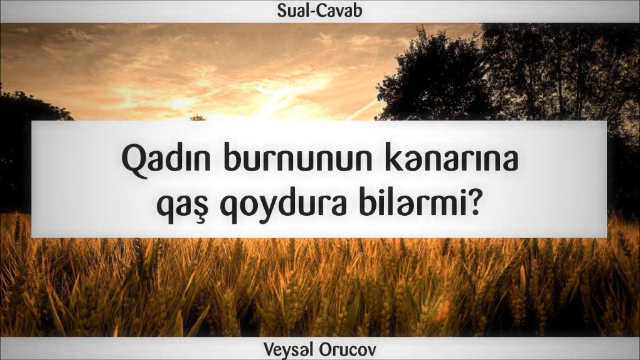 Sual-Cavab
Qadın burnunun kənarına
qaş qoydura bilərmi?
Veysəl Orucov